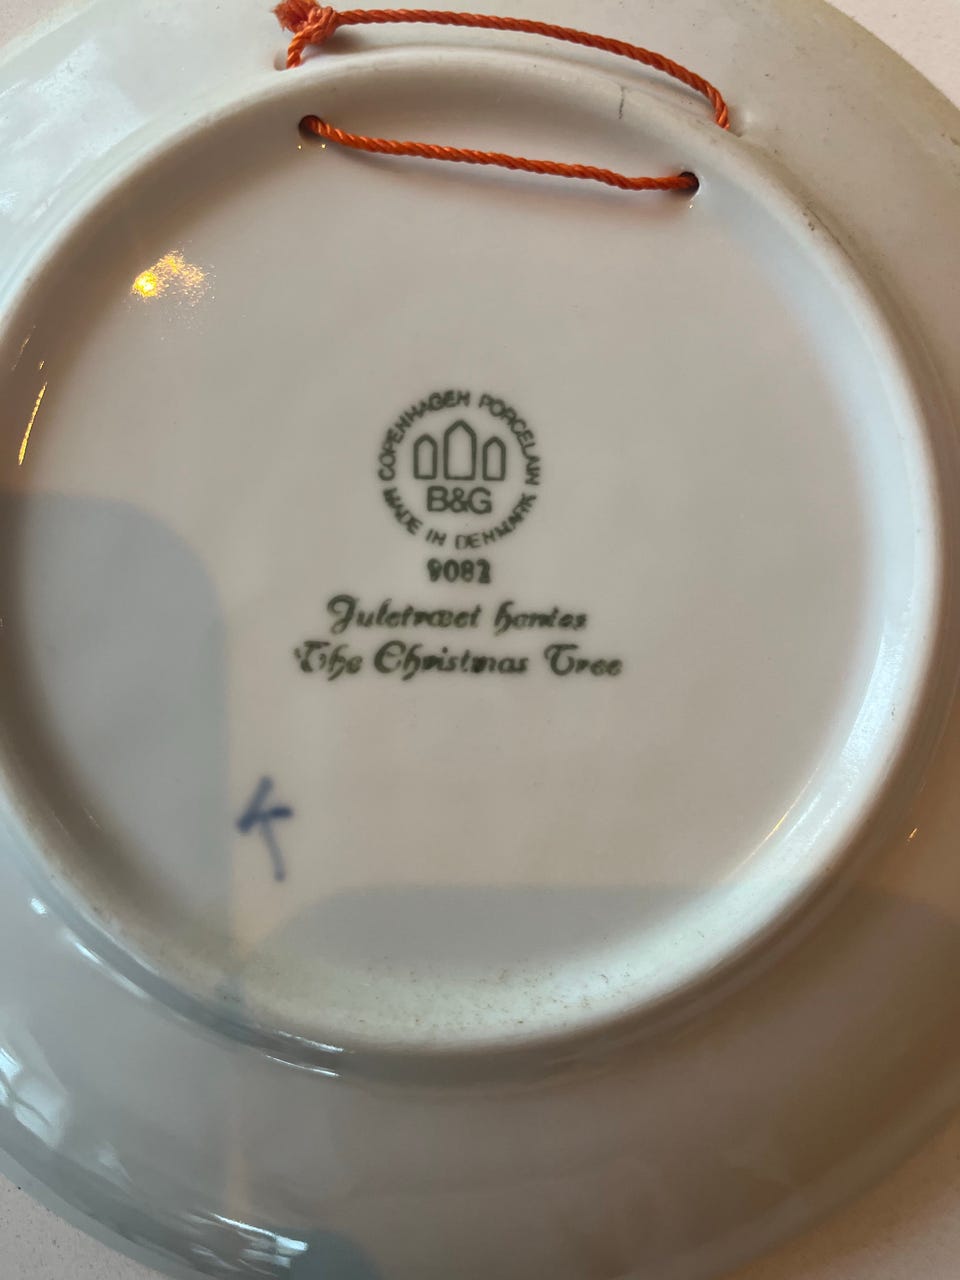 COPENHAGEN PORCELAIN
B&G
MADE IN DENMARK
9082
Juletræet hentes
The Christmas Tree